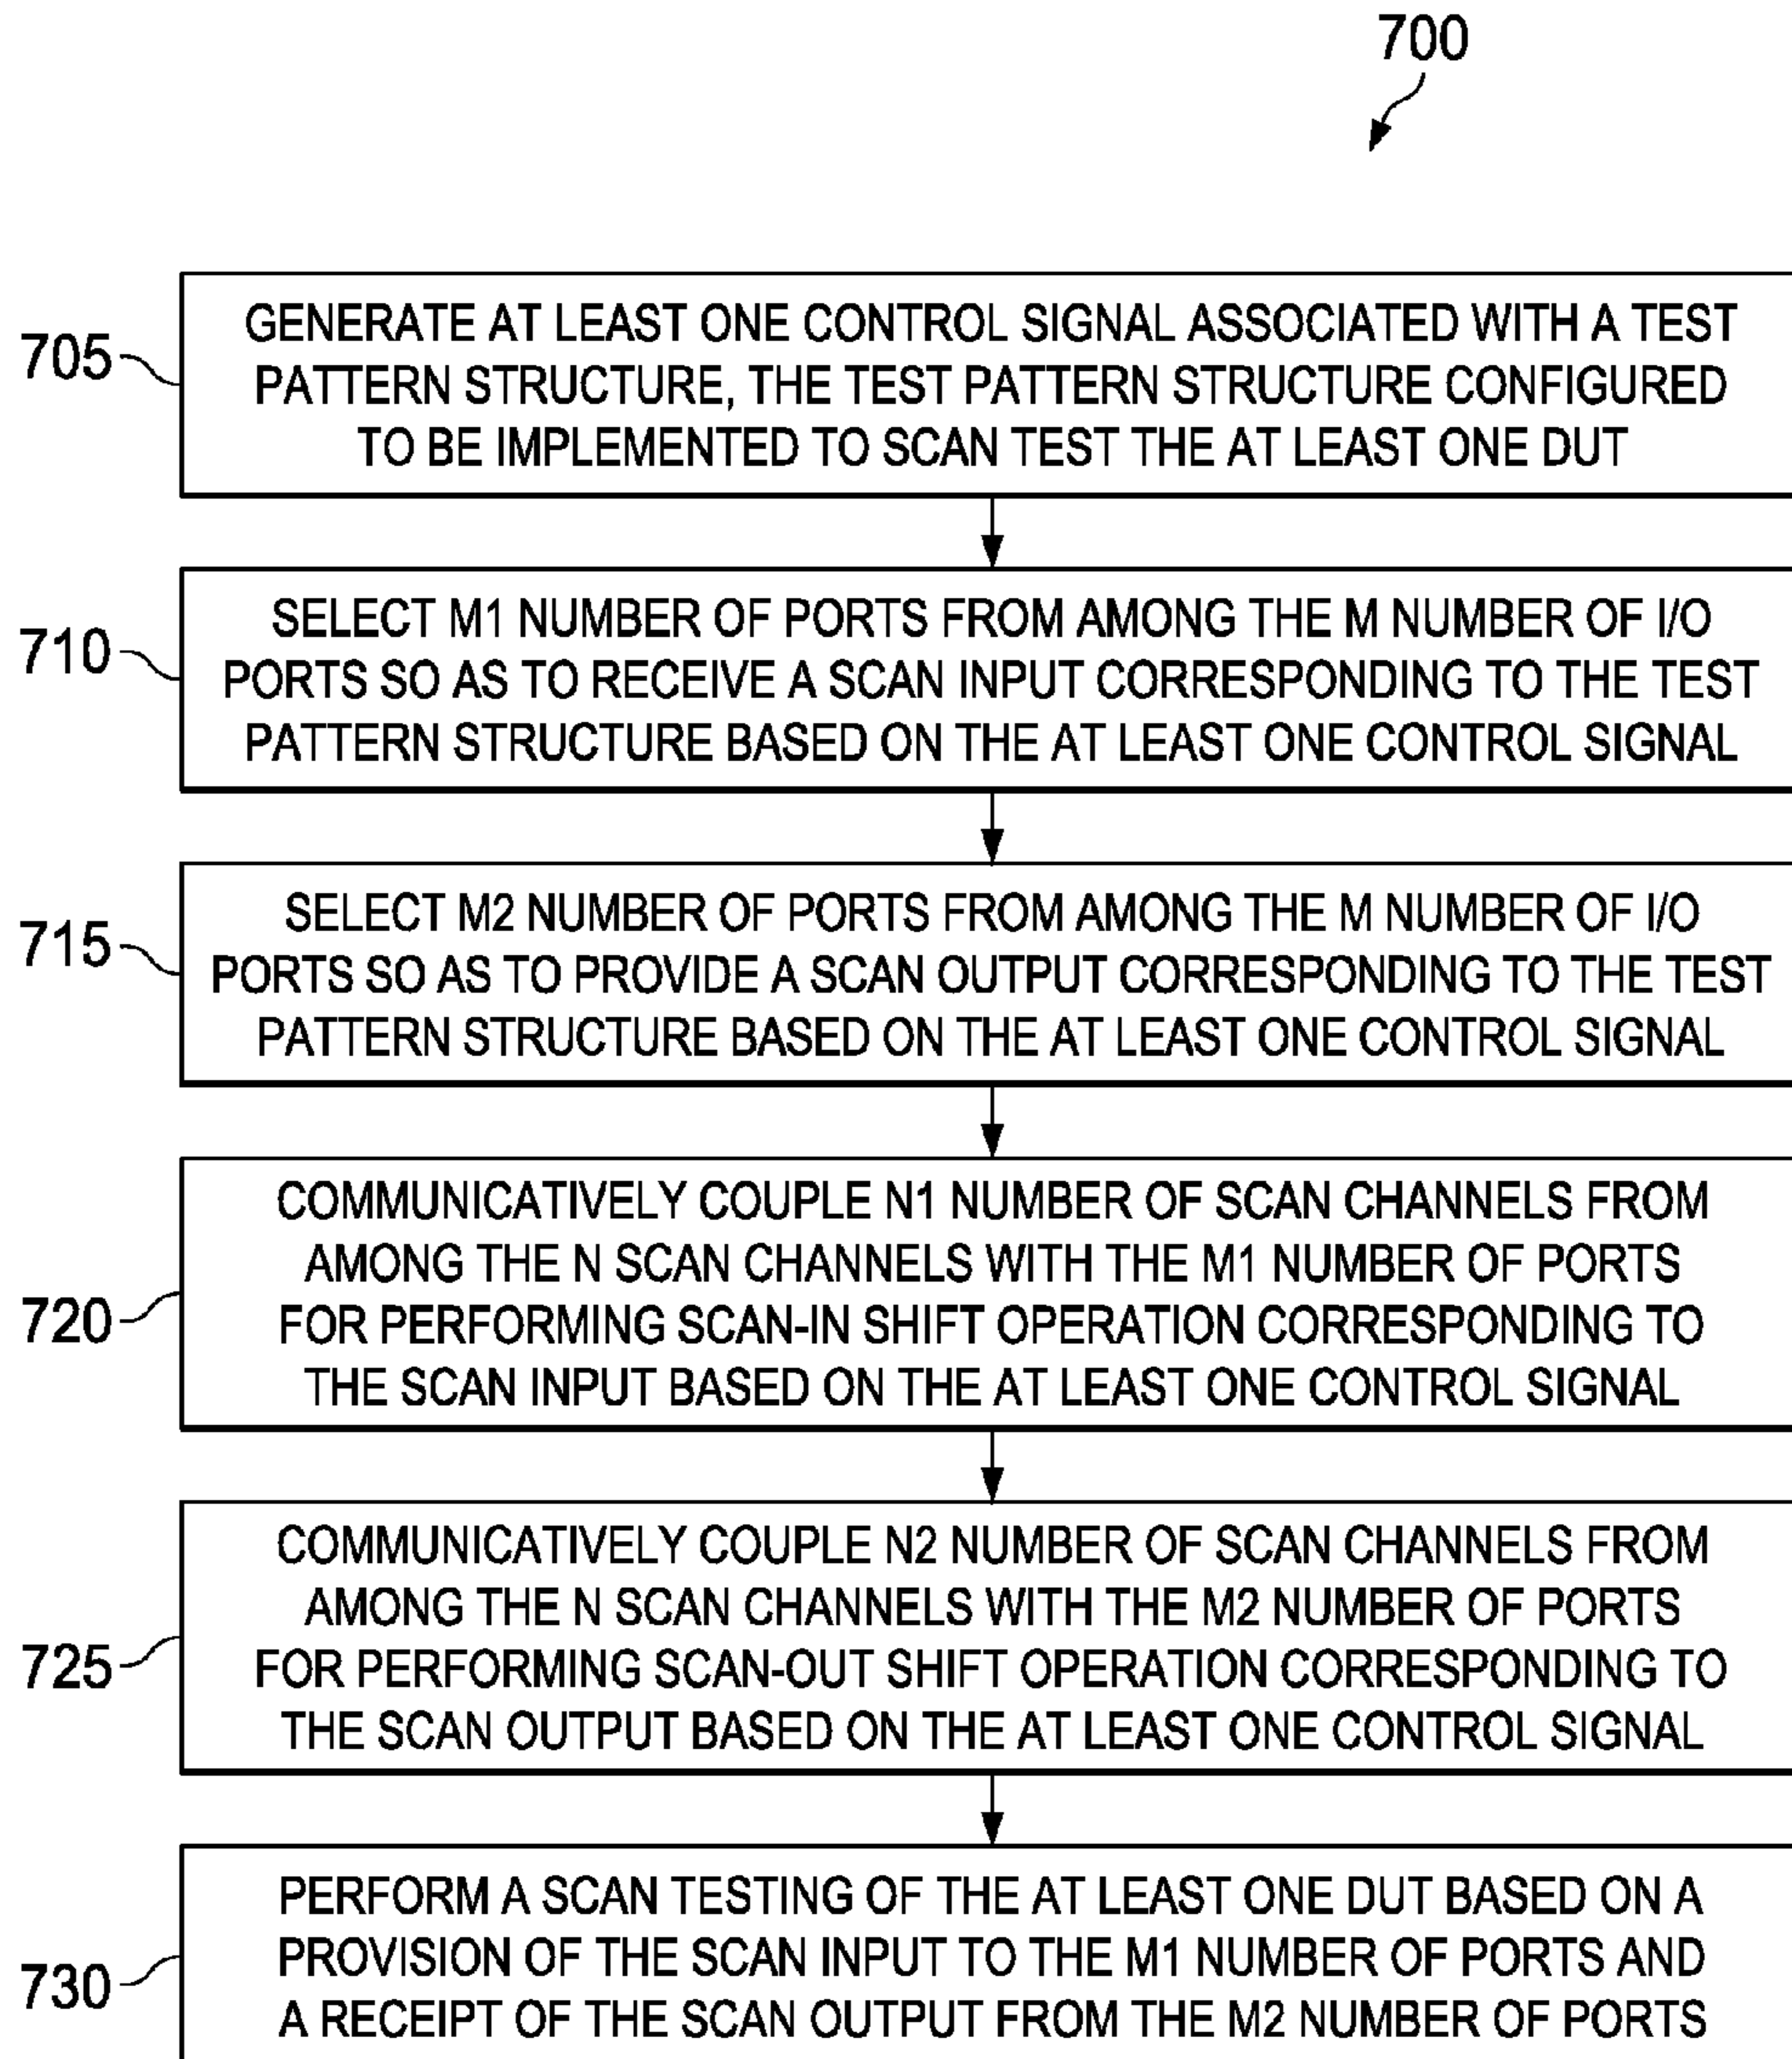 700
705
GENERATE AT LEAST ONE CONTROL SIGNAL ASSOCIATED WITH A TEST
PATTERN STRUCTURE, THE TEST PATTERN STRUCTURE CONFIGURED
TO BE IMPLEMENTED TO SCAN TEST THE AT LEAST ONE DUT
710
SELECT M1 NUMBER OF PORTS FROM AMONG THE M NUMBER OF I/O
PORTS SO AS TO RECEIVE A SCAN INPUT CORRESPONDING TO THE TEST
PATTERN STRUCTURE BASED ON THE AT LEAST ONE CONTROL SIGNAL
715
SELECT M2 NUMBER OF PORTS FROM AMONG THE M NUMBER OF I/O
PORTS SO AS TO PROVIDE A SCAN OUTPUT CORRESPONDING TO THE TEST
PATTERN STRUCTURE BASED ON THE AT LEAST ONE CONTROL SIGNAL
720
COMMUNICATIVELY COUPLE N1 NUMBER OF SCAN CHANNELS FROM
AMONG THE N SCAN CHANNELS WITH THE M1 NUMBER OF PORTS
FOR PERFORMING SCAN-IN SHIFT OPERATION CORRESPONDING TO
THE SCAN INPUT BASED ON THE AT LEAST ONE CONTROL SIGNAL
725
COMMUNICATIVELY COUPLE N2 NUMBER OF SCAN CHANNELS FROM
AMONG THE N SCAN CHANNELS WITH THE M2 NUMBER OF PORTS
FOR PERFORMING SCAN-OUT SHIFT OPERATION CORRESPONDING TO
THE SCAN OUTPUT BASED ON THE AT LEAST ONE CONTROL SIGNAL
730
PERFORM A SCAN TESTING OF THE AT LEAST ONE DUT BASED ON A
PROVISION OF THE SCAN INPUT TO THE M1 NUMBER OF PORTS AND
A RECEIPT OF THE SCAN OUTPUT FROM THE M2 NUMBER OF PORTS